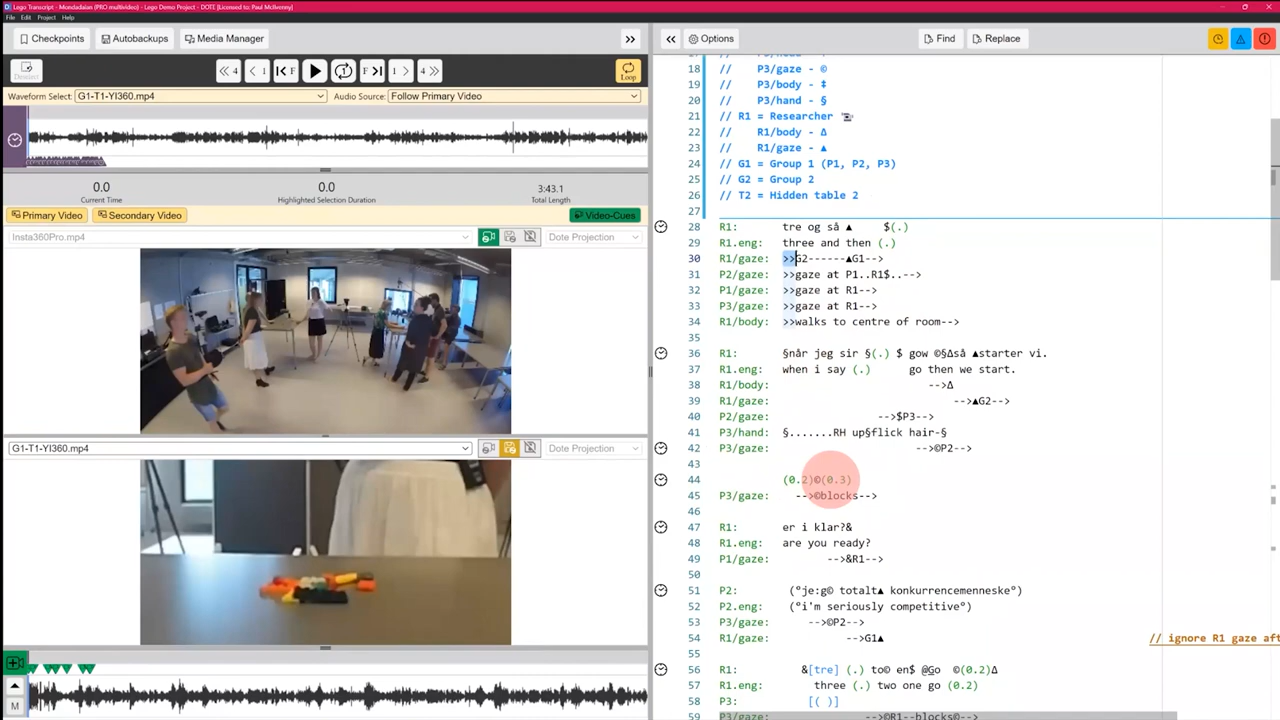 Lego Transcript - Mondadaian (PRO multivideo) - Lego Demo Project - DOTE [Licensed to: Paul McIlvenny]
File Edit Project Help
Checkpoints Autobackups Media Manager
Options Find Replace
Deselect
4 1 F 1 F 1 4 Loop
Waveform Select: G1-T1-YI360.mp4 Audio Source: Follow Primary Video
0.0 0.0 3:43.1
Current Time Highlighted Selection Duration Total Length
Primary Video Secondary Video Video-Cues
Insta360Pro.mp4 Dote Projection
G1-T1-YI360.mp4 Dote Projection
M
18 // P3/gaze - ©
19 // P3/body - ‡
20 // P3/hand - §
21 // R1 = Researcher
22 // R1/body - Δ
23 // R1/gaze - ▲
24 // G1 = Group 1 (P1, P2, P3)
25 // G2 = Group 2
26 // T2 = Hidden table 2
27
28 R1: tre og så ▲ $(.)
29 R1.eng: three and then (.)
30 R1/gaze: >>G2------▲G1-->
31 P2/gaze: >>gaze at P1..R1$..-->
32 P1/gaze: >>gaze at R1-->
33 P3/gaze: >>gaze at R1-->
34 R1/body: >>walks to centre of room-->
35
36 R1: §når jeg sir §(.) $ gow ©§Δså ▲starter vi.
37 R1.eng: when i say (.) go then we start.
38 R1/body: -->Δ
39 R1/gaze: -->▲G2-->
40 P2/gaze: -->$P3-->
41 P3/hand: §.......RH up§flick hair-§
42 P3/gaze: -->©P2-->
43
44 (0.2)©(0.3)
45 P3/gaze: -->©blocks-->
46
47 R1: er i klar?&
48 R1.eng: are you ready?
49 P1/gaze: -->&R1-->
50
51 P2: (°je:g© totalt▲ konkurrencemenneske°)
52 P2.eng: (°i'm seriously competitive°)
53 P3/gaze: -->©P2-->
54 R1/gaze: -->G1▲ // ignore R1 gaze aft
55
56 R1: &[tre] (.) to© en$ @Go ©(0.2)Δ
57 R1.eng: three (.) two one go (0.2)
58 P3: [( )]
59 P3/gaze: -->©R1--blocks©-->